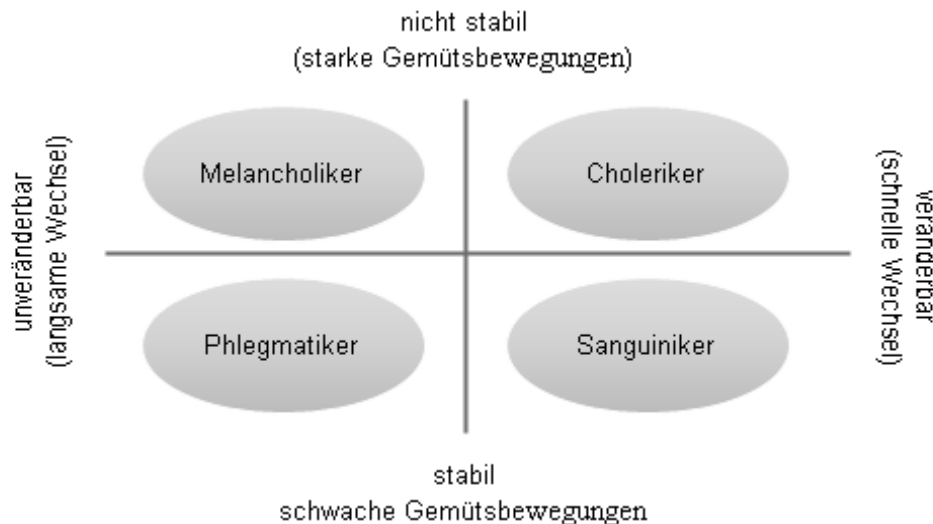 nicht stabil
(starke Gemütsbewegungen)
unveränderbar
(langsame Wechsel)
Melancholiker
Choleriker
veränderbar
(schnelle Wechsel)
Phlegmatiker
Sanguiniker
stabil
schwache Gemütsbewegungen